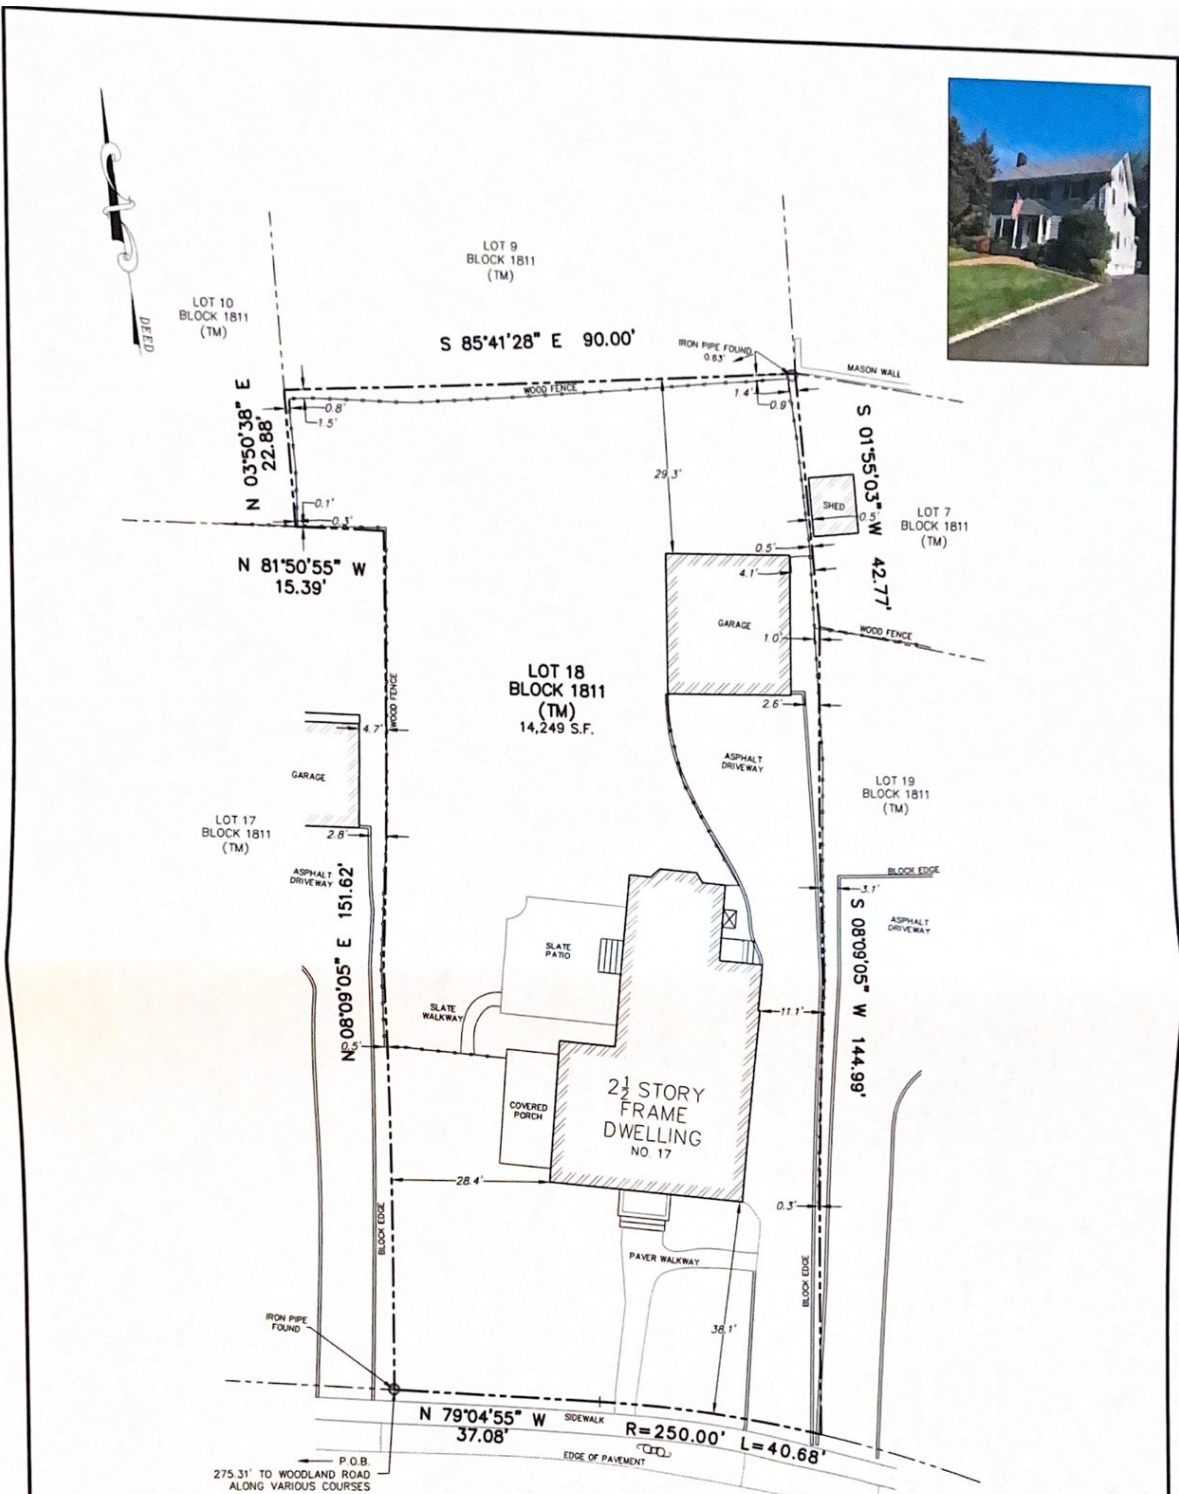 DEED
LOT 9
BLOCK 1811
(TM)
LOT 10
BLOCK 1811
(TM)
S 85°41'28" E 90.00'
IRON PIPE FOUND
0.63'
MASON WALL
WOOD FENCE
0.8'
1.5'
1.4'
0.9'
N 03°50'38" E
22.88'
S 01°55'03" W 42.77'
29.3'
SHED
0.5'
LOT 7
BLOCK 1811
(TM)
0.1'
0.3'
0.5'
4.1'
N 81°50'55" W
15.39'
GARAGE
1.0'
WOOD FENCE
LOT 18
BLOCK 1811
(TM)
14,249 S.F.
WOOD FENCE
2.6'
4.7'
GARAGE
ASPHALT
DRIVEWAY
LOT 19
BLOCK 1811
(TM)
LOT 17
BLOCK 1811
(TM)
2.8'
ASPHALT
DRIVEWAY
N 08°09'05" E 151.62'
BLOCK EDGE
3.1'
ASPHALT
DRIVEWAY
S 08°09'05" W 144.99'
SLATE
PATIO
SLATE
WALKWAY
11.1'
0.5'
COVERED
PORCH
2½ STORY
FRAME
DWELLING
NO. 17
28.4'
0.3'
BLOCK EDGE
PAVER WALKWAY
BLOCK EDGE
38.1'
IRON PIPE
FOUND
N 79°04'55" W
37.08'
SIDEWALK
R=250.00' L=40.68'
EDGE OF PAVEMENT
P.O.B.
275.31' TO WOODLAND ROAD
ALONG VARIOUS COURSES